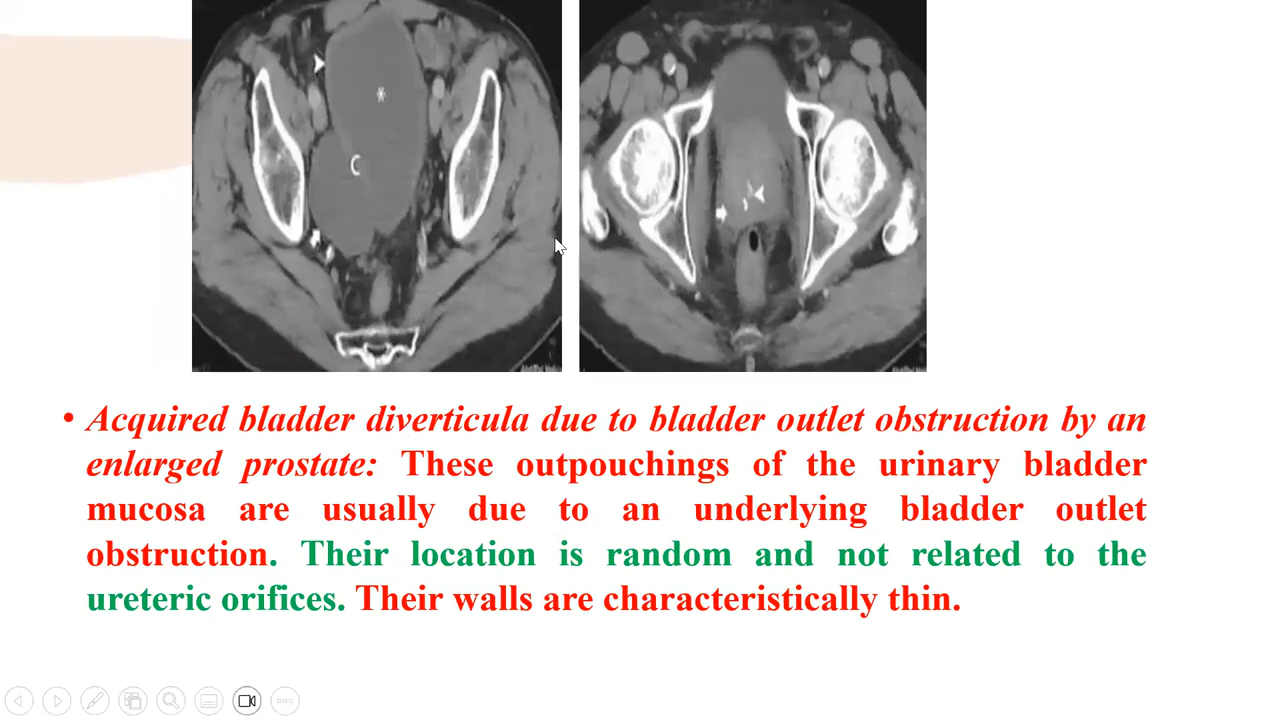 • Acquired bladder diverticula due to bladder outlet obstruction by an
enlarged prostate: These outpouchings of the urinary bladder
mucosa are usually due to an underlying bladder outlet
obstruction. Their location is random and not related to the
ureteric orifices. Their walls are characteristically thin.